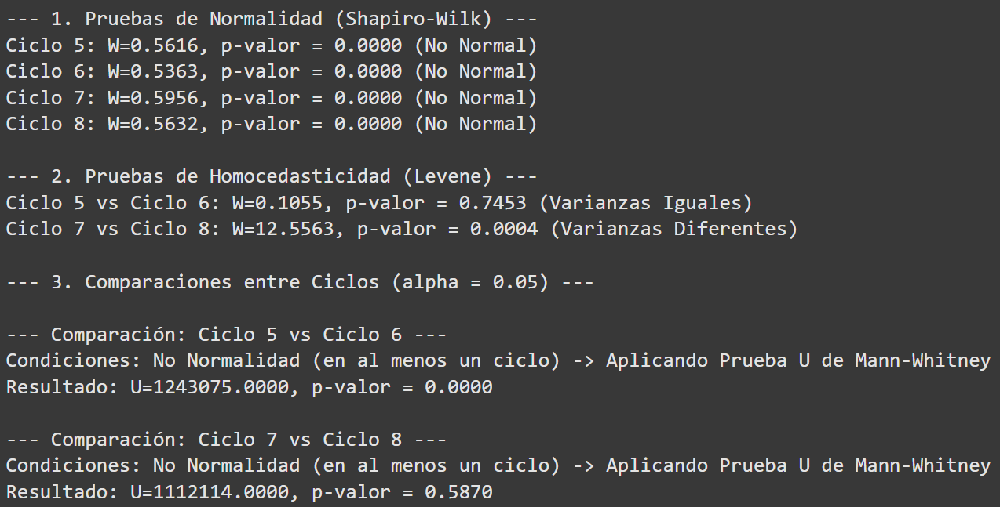 --- 1. Pruebas de Normalidad (Shapiro-Wilk) ---
Ciclo 5: W=0.5616, p-valor = 0.0000 (No Normal)
Ciclo 6: W=0.5363, p-valor = 0.0000 (No Normal)
Ciclo 7: W=0.5956, p-valor = 0.0000 (No Normal)
Ciclo 8: W=0.5632, p-valor = 0.0000 (No Normal)
--- 2. Pruebas de Homocedasticidad (Levene) ---
Ciclo 5 vs Ciclo 6: W=0.1055, p-valor = 0.7453 (Varianzas Iguales)
Ciclo 7 vs Ciclo 8: W=12.5563, p-valor = 0.0004 (Varianzas Diferentes)
--- 3. Comparaciones entre Ciclos (alpha = 0.05) ---
--- Comparación: Ciclo 5 vs Ciclo 6 ---
Condiciones: No Normalidad (en al menos un ciclo) -> Aplicando Prueba U de Mann-Whitney
Resultado: U=1243075.0000, p-valor = 0.0000
--- Comparación: Ciclo 7 vs Ciclo 8 ---
Condiciones: No Normalidad (en al menos un ciclo) -> Aplicando Prueba U de Mann-Whitney
Resultado: U=1112114.0000, p-valor = 0.5870